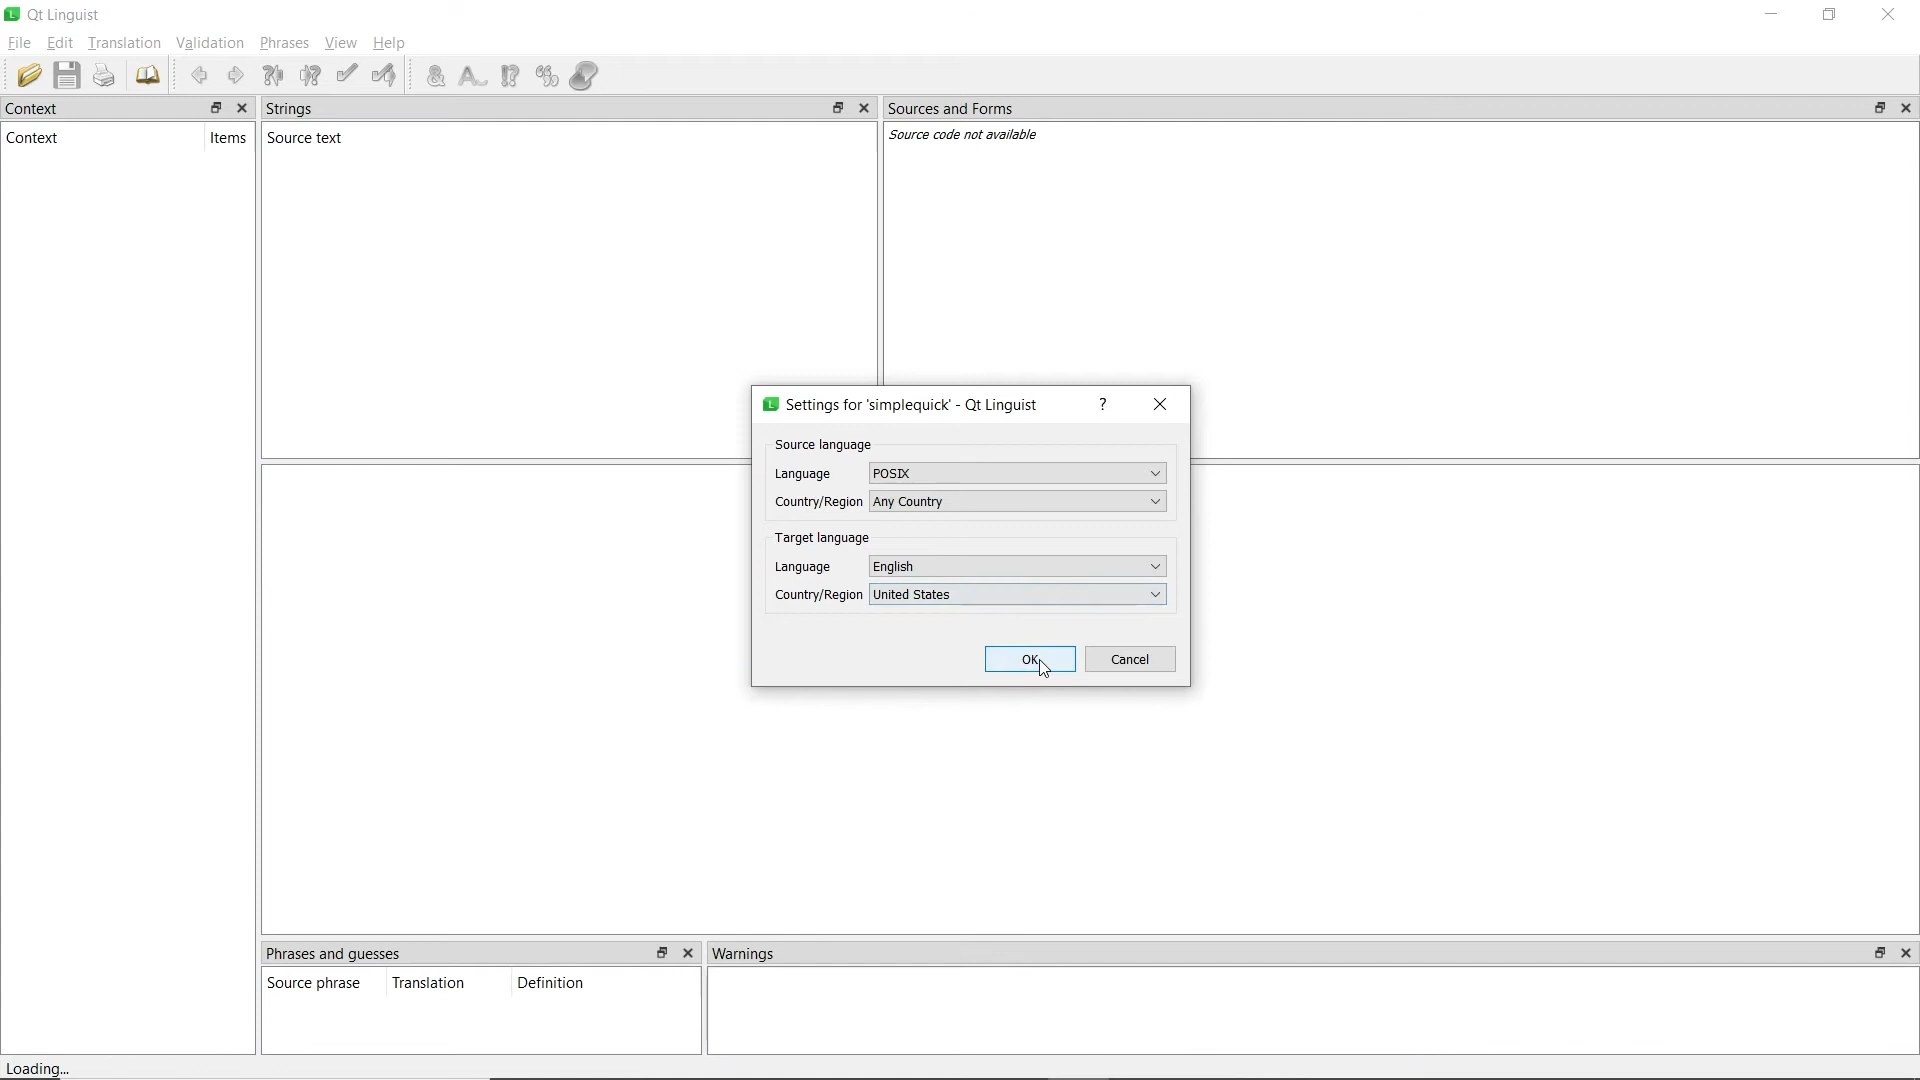 Qt Linguist
File Edit Translation Validation Phrases View Help
Context
Strings
Sources and Forms
Context Items
Source text
Source code not available
Settings for 'simplequick' - Qt Linguist
Source language
Language POSIX
Country/Region Any Country
Target language
Language English
Country/Region United States
OK Cancel
Phrases and guesses
Warnings
Source phrase Translation Definition
Loading...